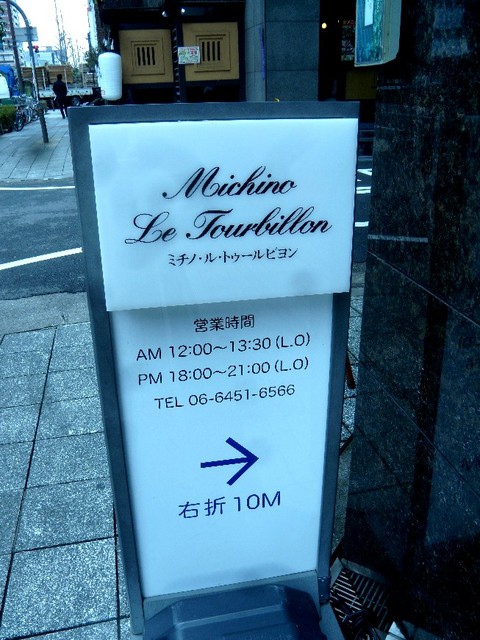 Michino
Le Tourbillon
ミチノ・ル・トゥールビヨン
営業時間
AM 12:00〜13:30 (L.O)
PM 18:00〜21:00 (L.O)
TEL 06-6451-6566
右折 10M